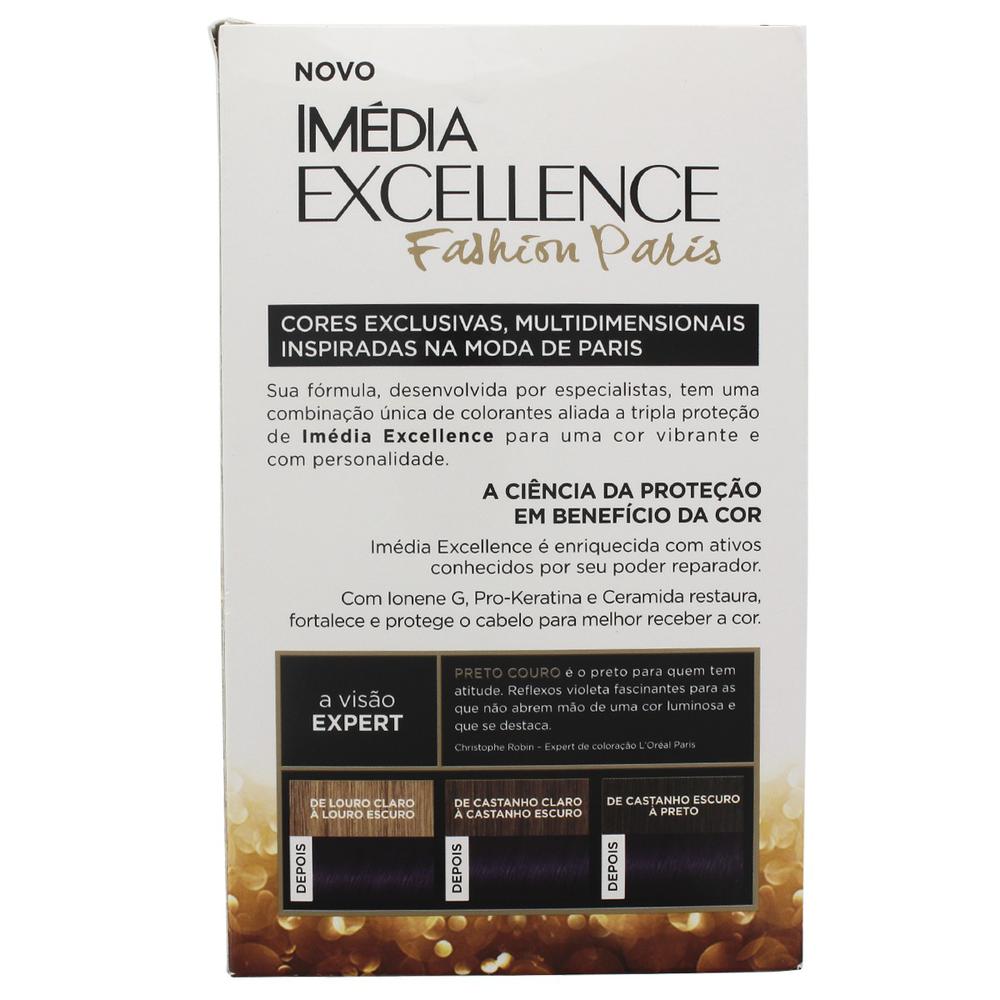 NOVO
IMÉDIA
EXCELLENCE
Fashion Paris
CORES EXCLUSIVAS, MULTIDIMENSIONAIS
INSPIRADAS NA MODA DE PARIS
Sua fórmula, desenvolvida por especialistas, tem uma
combinação única de colorantes aliada a tripla proteção
de Imédia Excellence para uma cor vibrante e
com personalidade.
A CIÊNCIA DA PROTEÇÃO
EM BENEFÍCIO DA COR
Imédia Excellence é enriquecida com ativos
conhecidos por seu poder reparador.
Com Ionene G, Pro-Keratina e Ceramida restaura,
fortalece e protege o cabelo para melhor receber a cor.
a visão
EXPERT
PRETO COURO é o preto para quem tem
atitude. Reflexos violeta fascinantes para as
que não abrem mão de uma cor luminosa e
que se destaca.
Christophe Robin – Expert de coloração L'Oréal Paris
DE LOURO CLARO
À LOURO ESCURO
DEPOIS
DE CASTANHO CLARO
À CASTANHO ESCURO
DEPOIS
DE CASTANHO ESCURO
À PRETO
DEPOIS